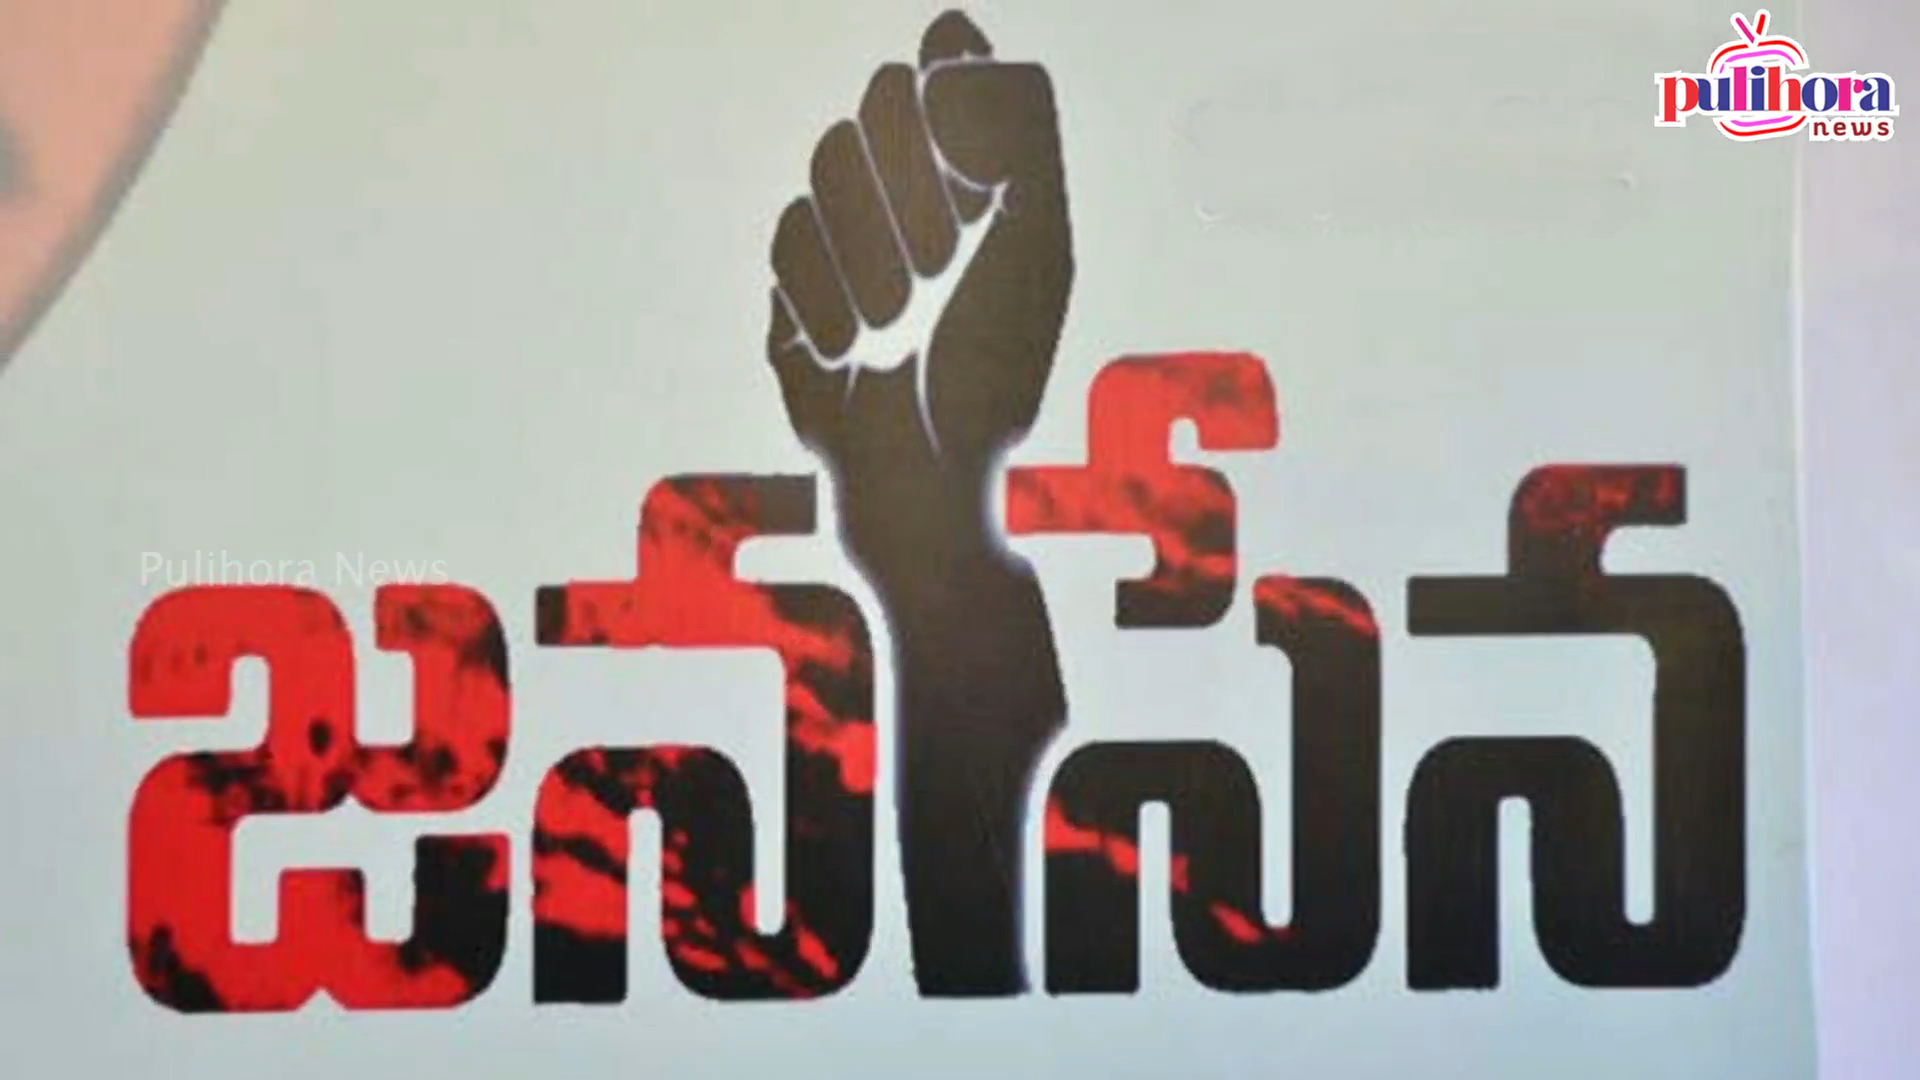 pulihora
news
Pulihora News
జనసేన